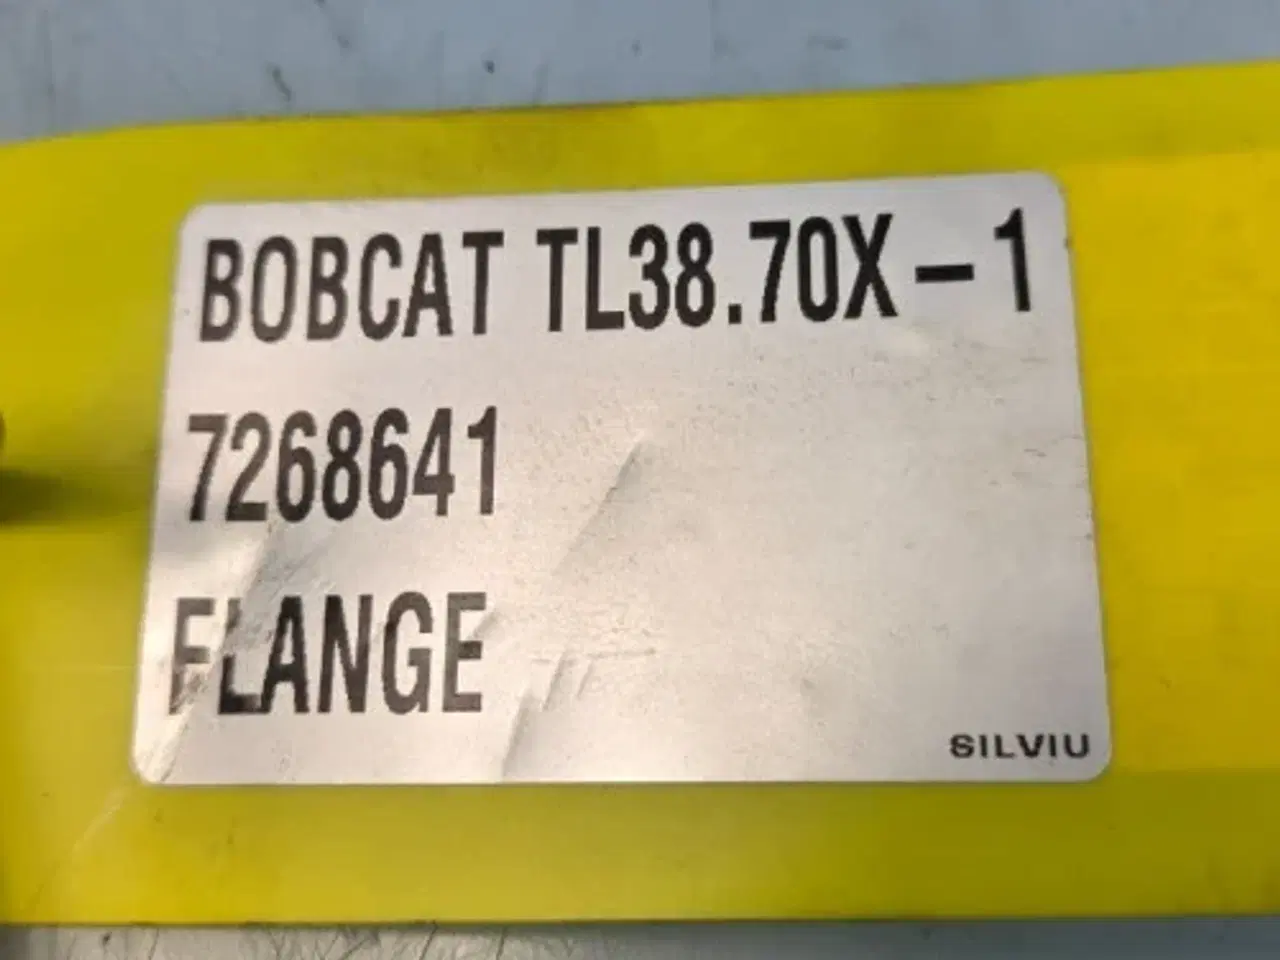 BOBCAT TL38.70X-1
7268641
FLANGE
SILVIU